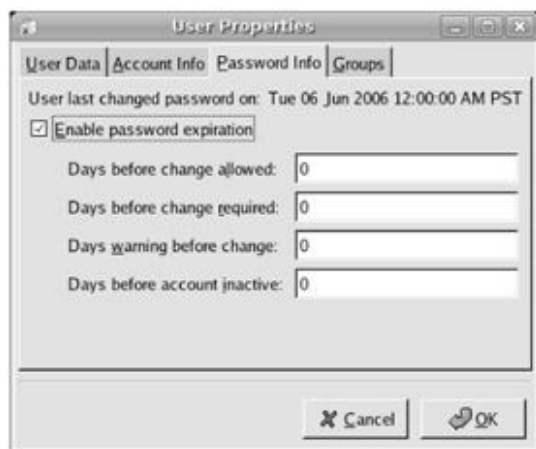 User Properties
User Data Account Info Password Info Groups
User last changed password on: Tue 06 Jun 2006 12:00:00 AM PST
Enable password expiration
Days before change allowed: 0
Days before change required: 0
Days warning before change: 0
Days before account inactive: 0
Cancel OK